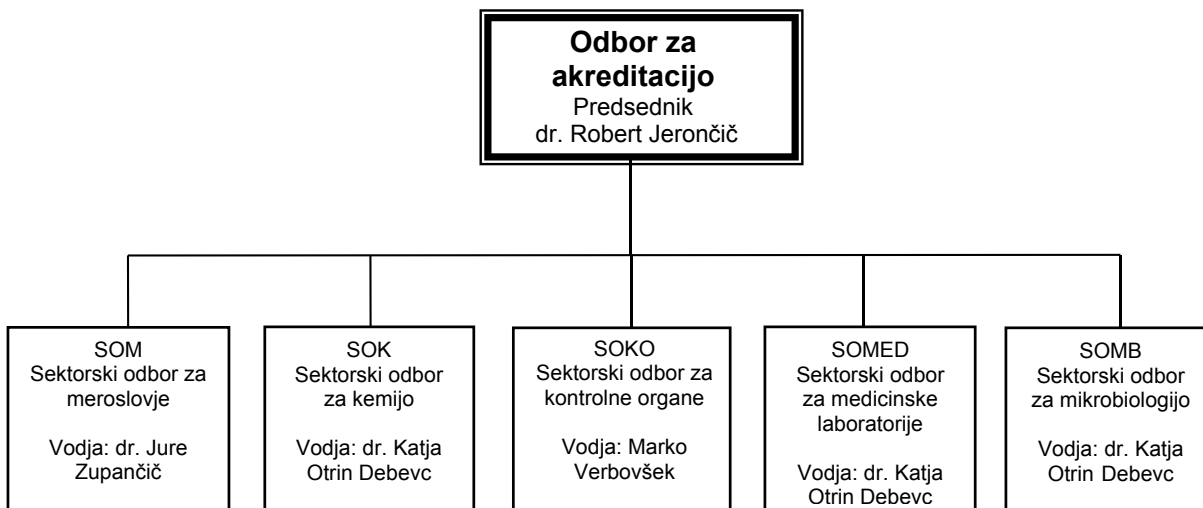 Odbor za
akreditacijo
Predsednik
dr. Robert Jerončič
SOM
Sektorski odbor za
meroslovje
Vodja: dr. Jure
Zupančič
SOK
Sektorski odbor
za kemijo
Vodja: dr. Katja
Otrin Debevc
SOKO
Sektorski odbor za
kontrolne organe
Vodja: Marko
Verbovšek
SOMED
Sektorski odbor
za medicinske
laboratorije
Vodja: dr. Katja
Otrin Debevc
SOMB
Sektorski odbor
za mikrobiologijo
Vodja: dr. Katja
Otrin Debevc